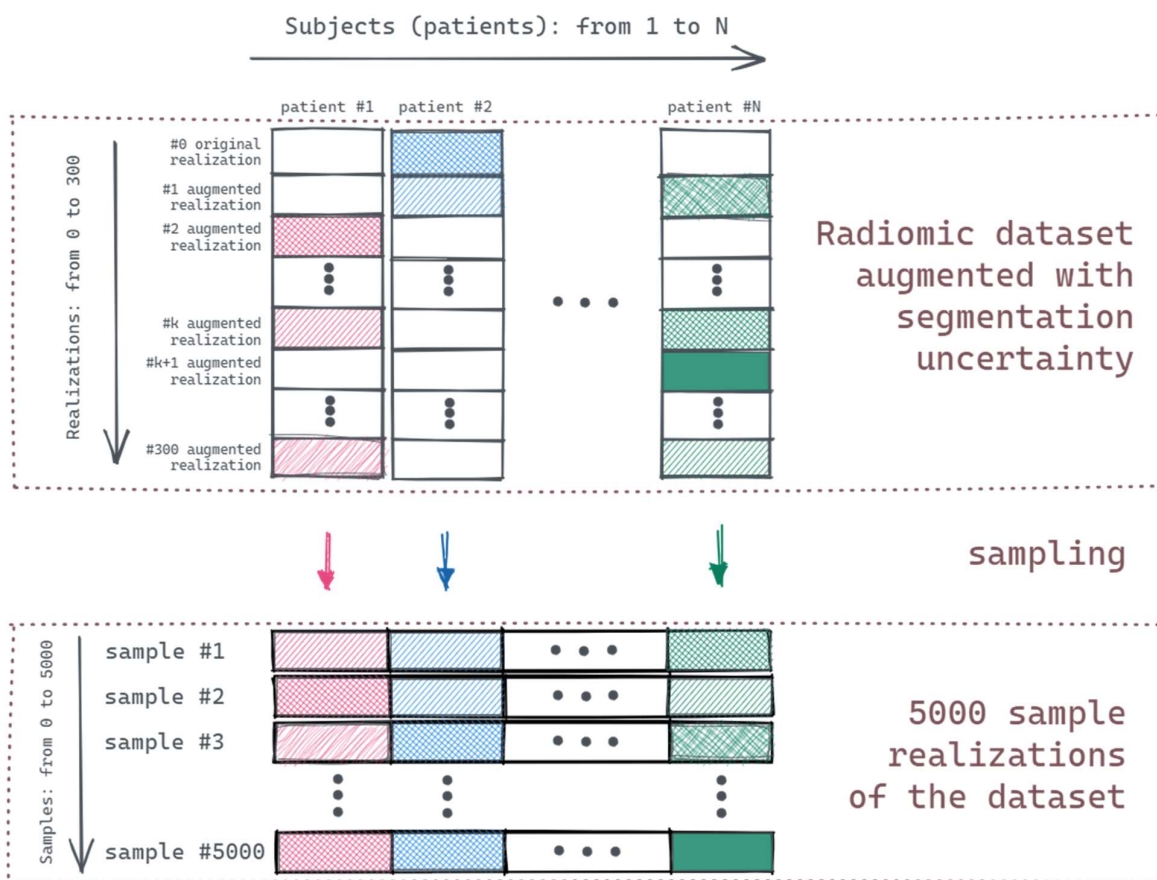 Subjects (patients): from 1 to N
patient #1
patient #2
patient #N
Realizations: from 0 to 300
#0 original
realization
#1 augmented
realization
#2 augmented
realization
#k augmented
realization
#k+1 augmented
realization
#300 augmented
realization
Radiomic dataset
augmented with
segmentation
uncertainty
sampling
Samples: from 0 to 5000
sample #1
sample #2
sample #3
sample #5000
5000 sample
realizations
of the dataset